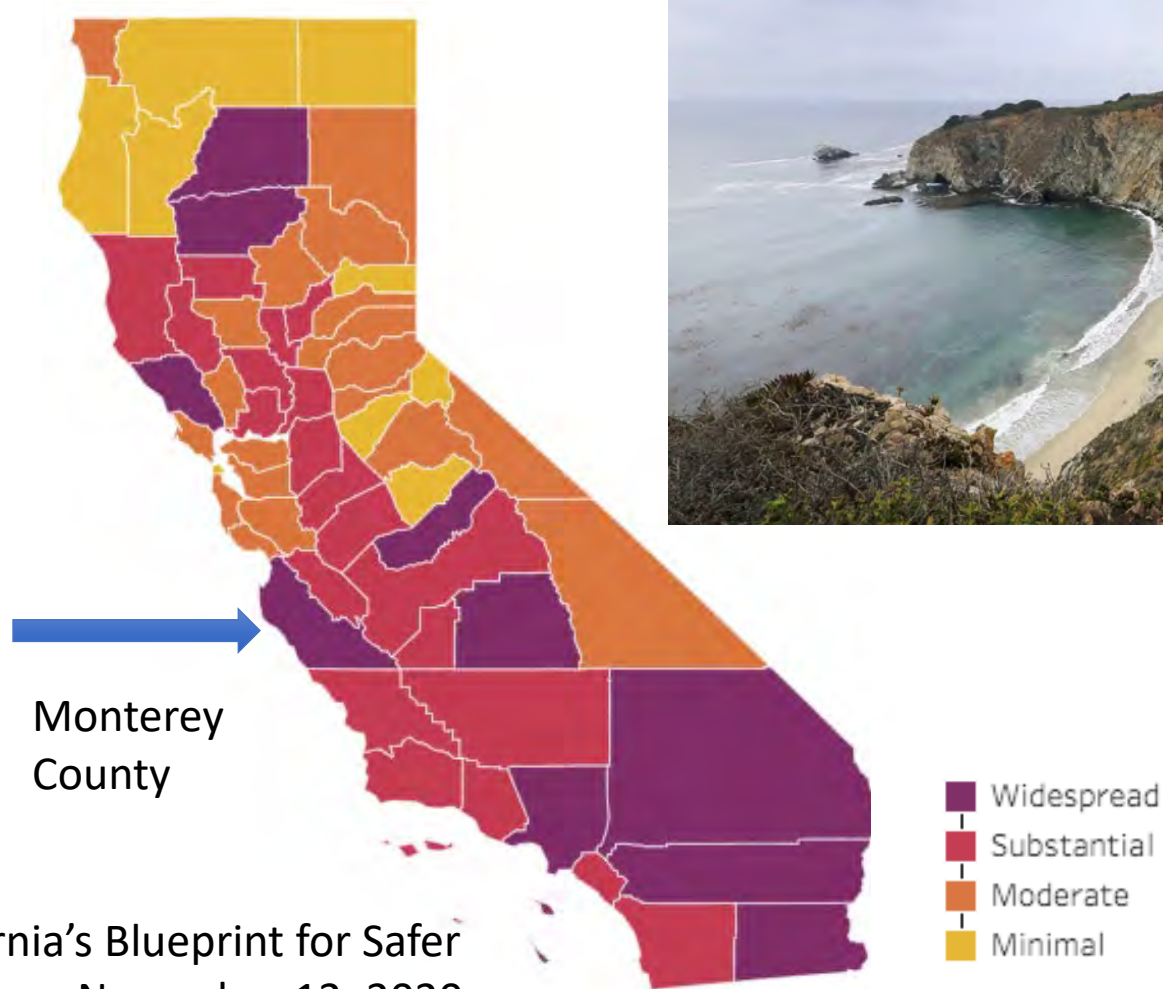 Monterey
County
Widespread
Substantial
Moderate
Minimal
rnia's Blueprint for Safer